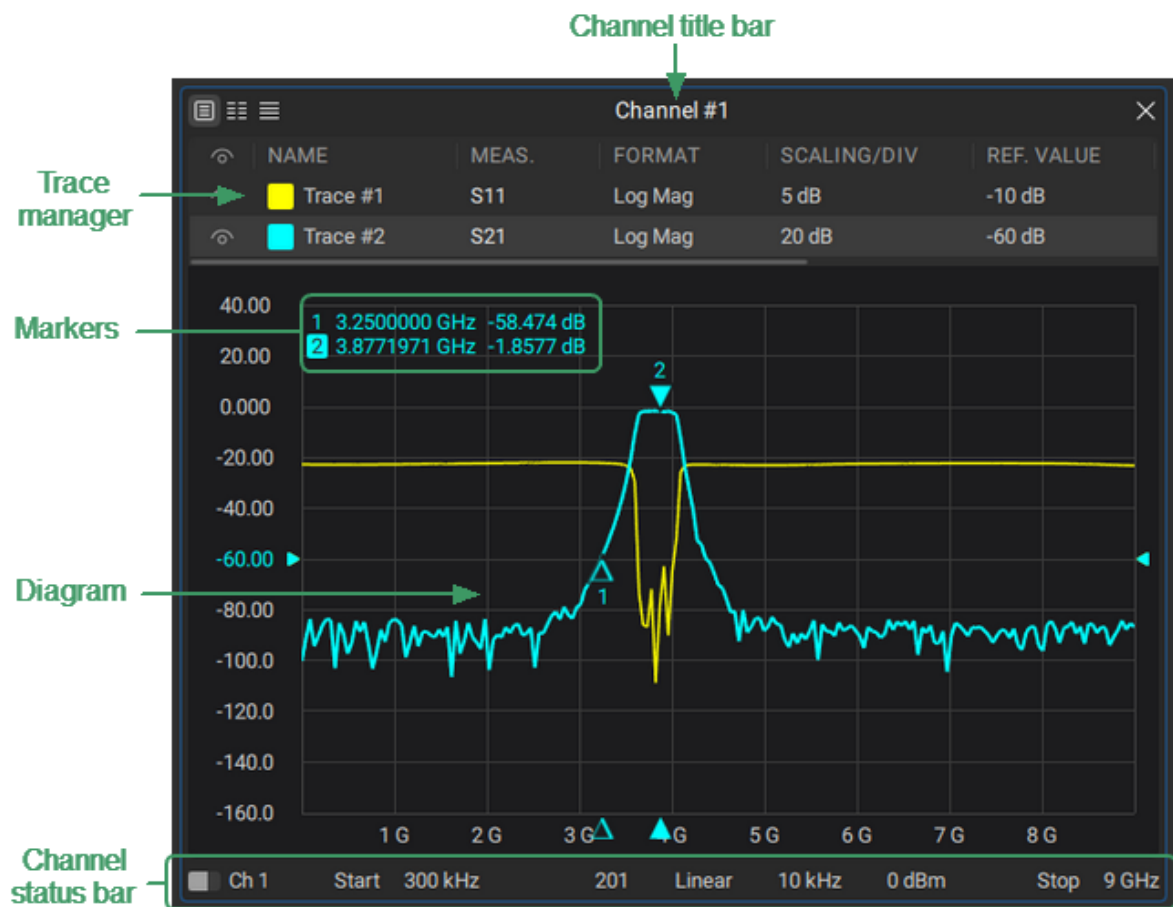 Channel title bar
Channel #1
NAME MEAS. FORMAT SCALING/DIV REF. VALUE
Trace manager
Trace #1 S11 Log Mag 5 dB -10 dB
Trace #2 S21 Log Mag 20 dB -60 dB
Markers
1 3.2500000 GHz -58.474 dB
2 3.8771971 GHz -1.8577 dB
40.00
20.00
0.000
-20.00
-40.00
-60.00
-80.00
-100.0
-120.0
-140.0
-160.0
2
1
Diagram
1 G 2 G 3 G 4G 5 G 6 G 7 G 8 G
Channel status bar
Ch 1 Start 300 kHz 201 Linear 10 kHz 0 dBm Stop 9 GHz